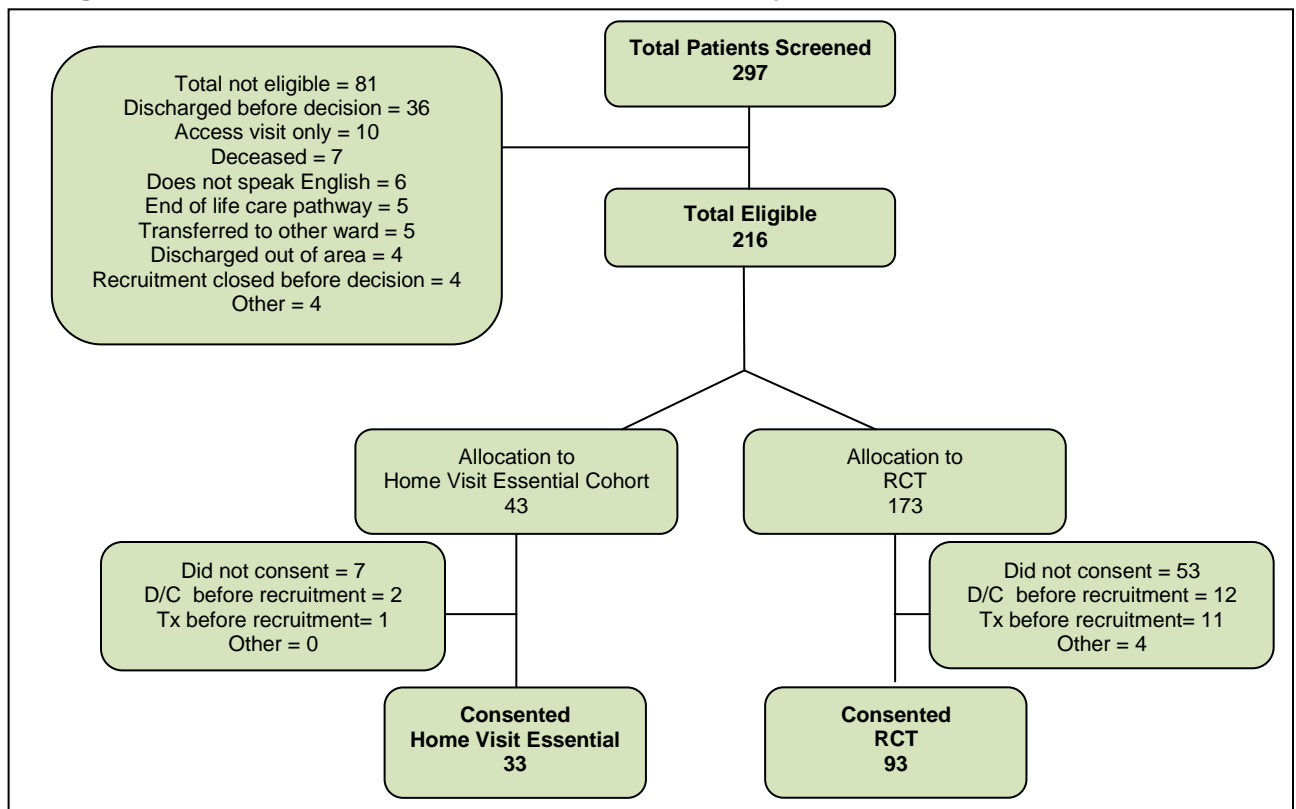 Total Patients Screened
297
Total not eligible = 81
Discharged before decision = 36
Access visit only = 10
Deceased = 7
Does not speak English = 6
End of life care pathway = 5
Transferred to other ward = 5
Discharged out of area = 4
Recruitment closed before decision = 4
Other = 4
Total Eligible
216
Allocation to
Home Visit Essential Cohort
43
Allocation to
RCT
173
Did not consent = 7
D/C  before recruitment = 2
Tx before recruitment= 1
Other = 0
Did not consent = 53
D/C  before recruitment = 12
Tx before recruitment= 11
Other = 4
Consented
Home Visit Essential
33
Consented
RCT
93